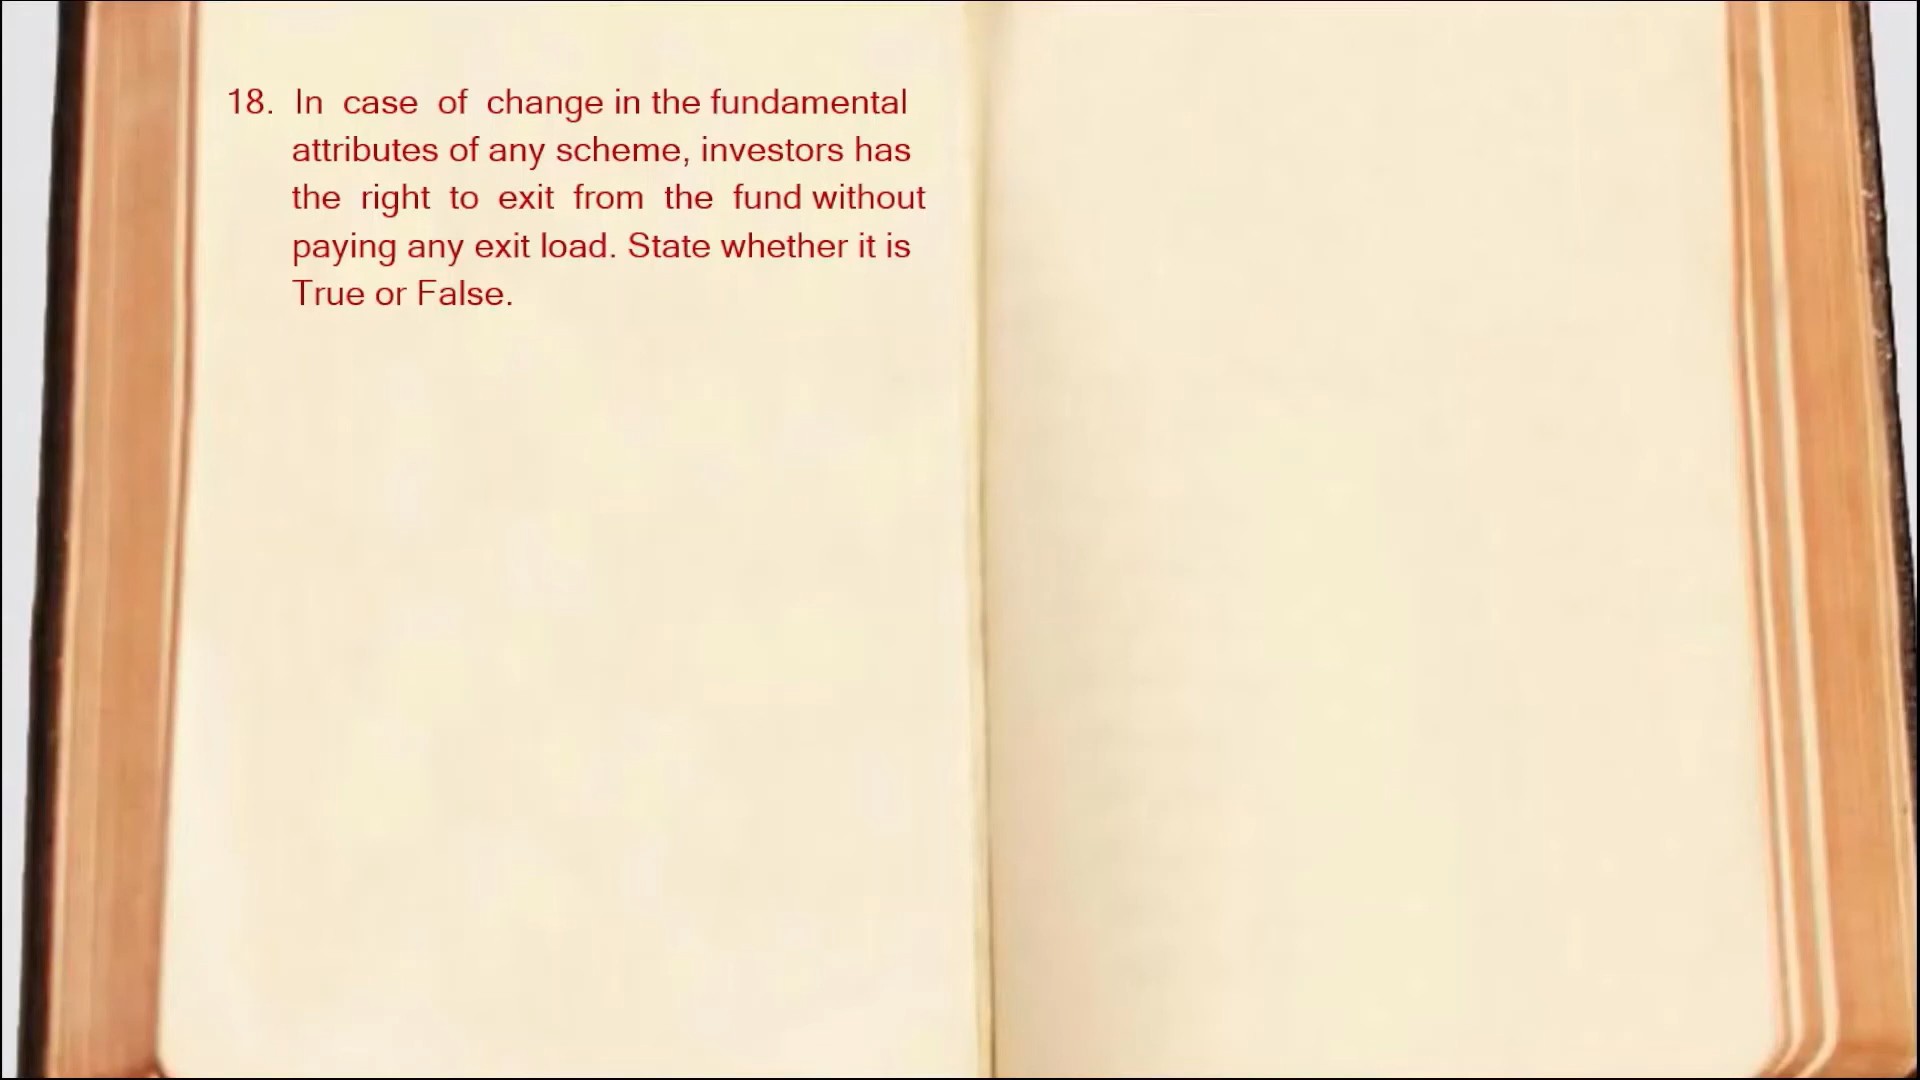 18. In case of change in the fundamental
attributes of any scheme, investors has
the right to exit from the fund without
paying any exit load. State whether it is
True or False.